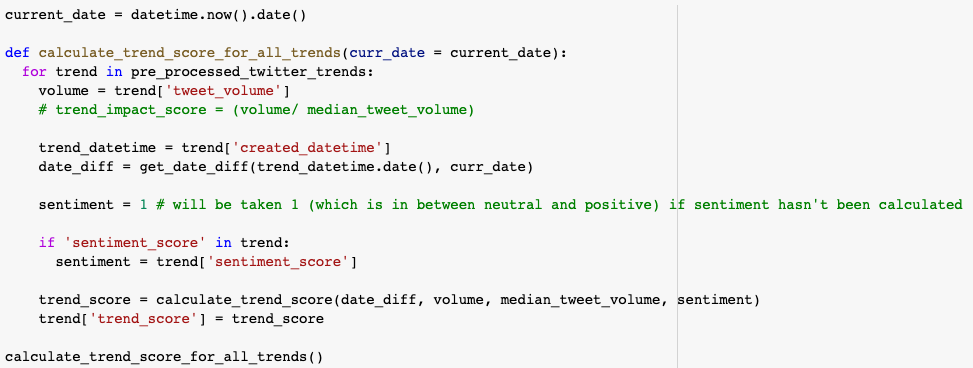 current_date = datetime.now().date()

def calculate_trend_score_for_all_trends(curr_date = current_date):
  for trend in pre_processed_twitter_trends:
    volume = trend['tweet_volume']
    # trend_impact_score = (volume/ median_tweet_volume)

    trend_datetime = trend['created_datetime']
    date_diff = get_date_diff(trend_datetime.date(), curr_date)

    sentiment = 1 # will be taken 1 (which is in between neutral and positive) if sentiment hasn't been calculated

    if 'sentiment_score' in trend:
      sentiment = trend['sentiment_score']

    trend_score = calculate_trend_score(date_diff, volume, median_tweet_volume, sentiment)
    trend['trend_score'] = trend_score

calculate_trend_score_for_all_trends()